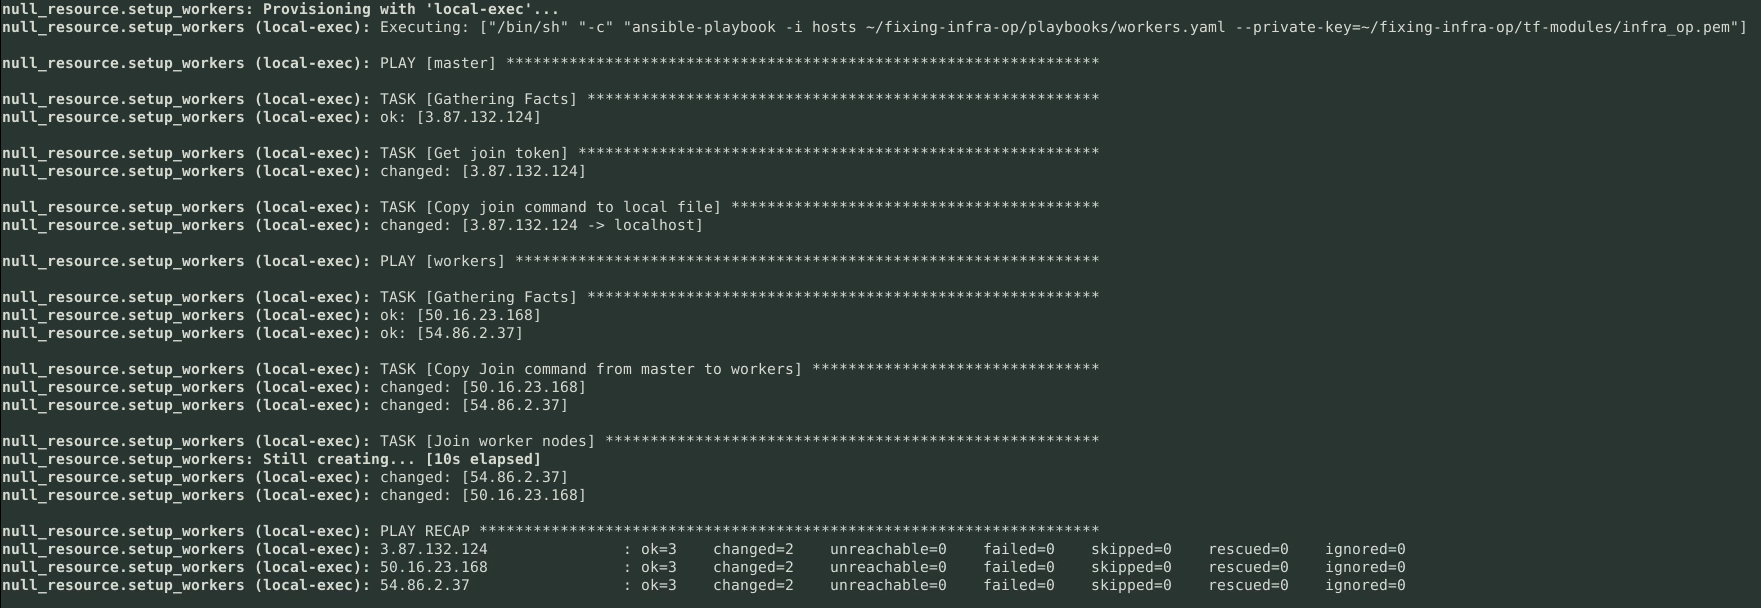 null_resource.setup_workers: Provisioning with 'local-exec'...
null_resource.setup_workers (local-exec): Executing: ["/bin/sh" "-c" "ansible-playbook -i hosts ~/fixing-infra-op/playbooks/workers.yaml --private-key=~/fixing-infra-op/tf-modules/infra_op.pem"]
null_resource.setup_workers (local-exec): PLAY [master] ******************************************************************
null_resource.setup_workers (local-exec): TASK [Gathering Facts] *********************************************************
null_resource.setup_workers (local-exec): ok: [3.87.132.124]
null_resource.setup_workers (local-exec): TASK [Get join token] **********************************************************
null_resource.setup_workers (local-exec): changed: [3.87.132.124]
null_resource.setup_workers (local-exec): TASK [Copy join command to local file] *****************************************
null_resource.setup_workers (local-exec): changed: [3.87.132.124 -> localhost]
null_resource.setup_workers (local-exec): PLAY [workers] *****************************************************************
null_resource.setup_workers (local-exec): TASK [Gathering Facts] *********************************************************
null_resource.setup_workers (local-exec): ok: [50.16.23.168]
null_resource.setup_workers (local-exec): ok: [54.86.2.37]
null_resource.setup_workers (local-exec): TASK [Copy Join command from master to workers] ********************************
null_resource.setup_workers (local-exec): changed: [50.16.23.168]
null_resource.setup_workers (local-exec): changed: [54.86.2.37]
null_resource.setup_workers (local-exec): TASK [Join worker nodes] *******************************************************
null_resource.setup_workers: Still creating... [10s elapsed]
null_resource.setup_workers (local-exec): changed: [54.86.2.37]
null_resource.setup_workers (local-exec): changed: [50.16.23.168]
null_resource.setup_workers (local-exec): PLAY RECAP *********************************************************************
null_resource.setup_workers (local-exec): 3.87.132.124               : ok=3    changed=2    unreachable=0    failed=0    skipped=0    rescued=0    ignored=0
null_resource.setup_workers (local-exec): 50.16.23.168               : ok=3    changed=2    unreachable=0    failed=0    skipped=0    rescued=0    ignored=0
null_resource.setup_workers (local-exec): 54.86.2.37                 : ok=3    changed=2    unreachable=0    failed=0    skipped=0    rescued=0    ignored=0